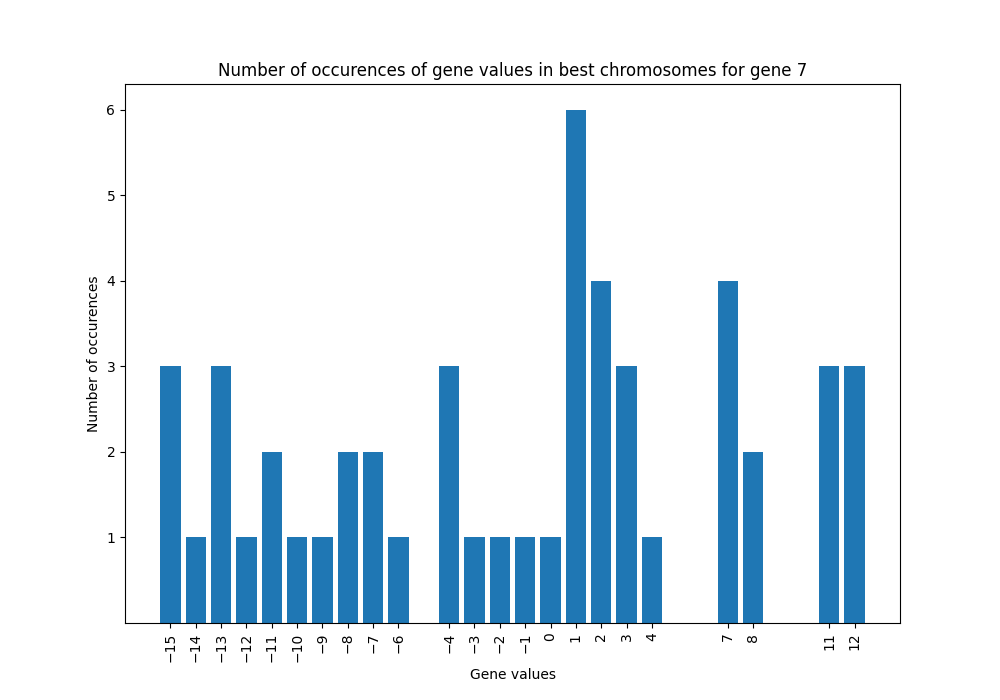 Number of occurences of gene values in best chromosomes for gene 7
Number of occurences
6
5
4
3
2
1
−15 −14 −13 −12 −11 −10 −9 −8 −7 −6 −4 −3 −2 −1 0 1 2 3 4 7 8 11 12
Gene values